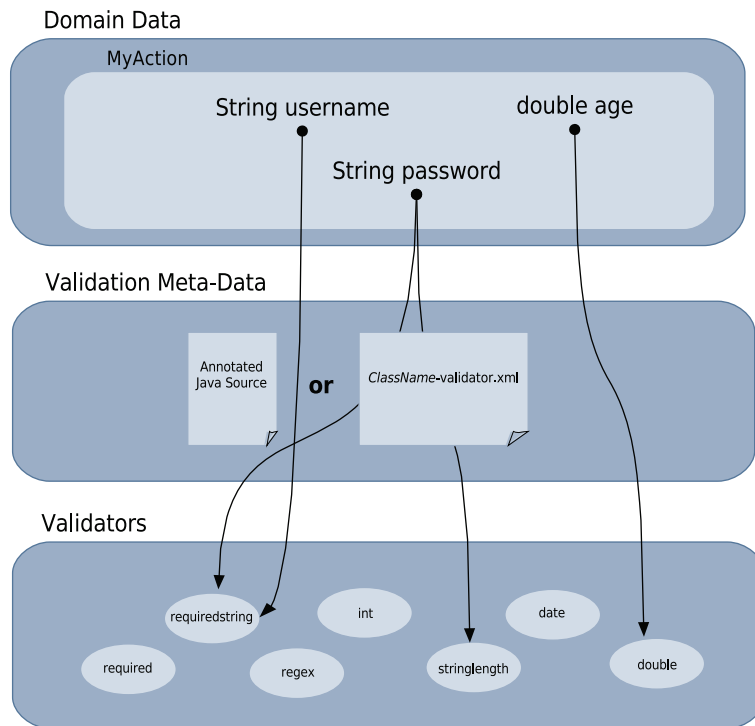 Domain Data
MyAction
String username
double age
String password
Validation Meta-Data
Annotated
Java Source
or
ClassName-validator.xml
Validators
requiredstring
int
date
required
regex
stringlength
double